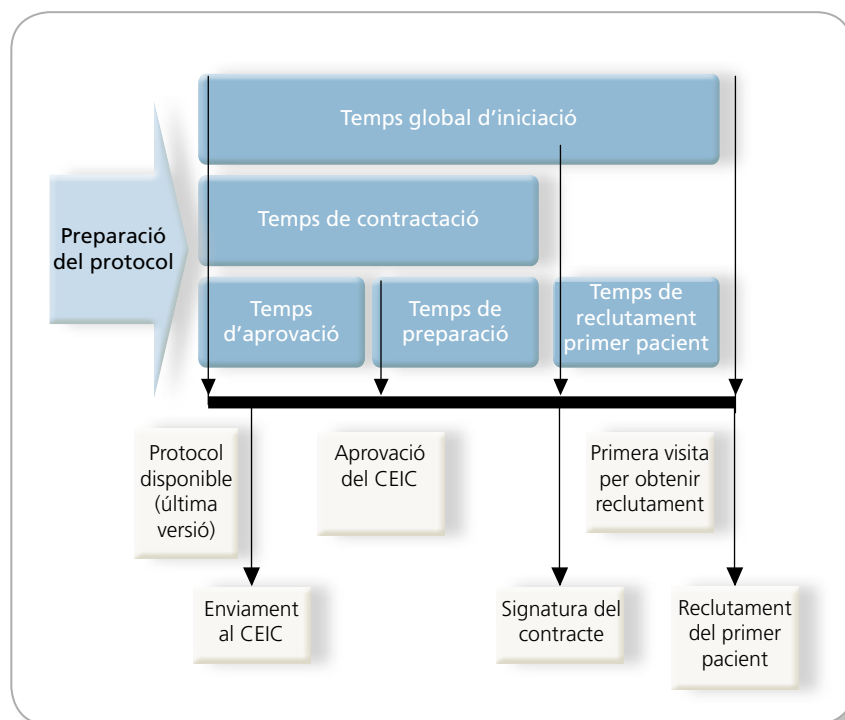 Temps global d’iniciació
Temps de contractació
Preparació
del protocol
Temps
d’aprovació
Temps de
preparació
Temps de
reclutament
primer pacient
Protocol
disponible
(última
versió)
Aprovació
del CEIC
Primera visita
per obtenir
reclutament
Enviament
al CEIC
Signatura del
contracte
Reclutament
del primer
pacient